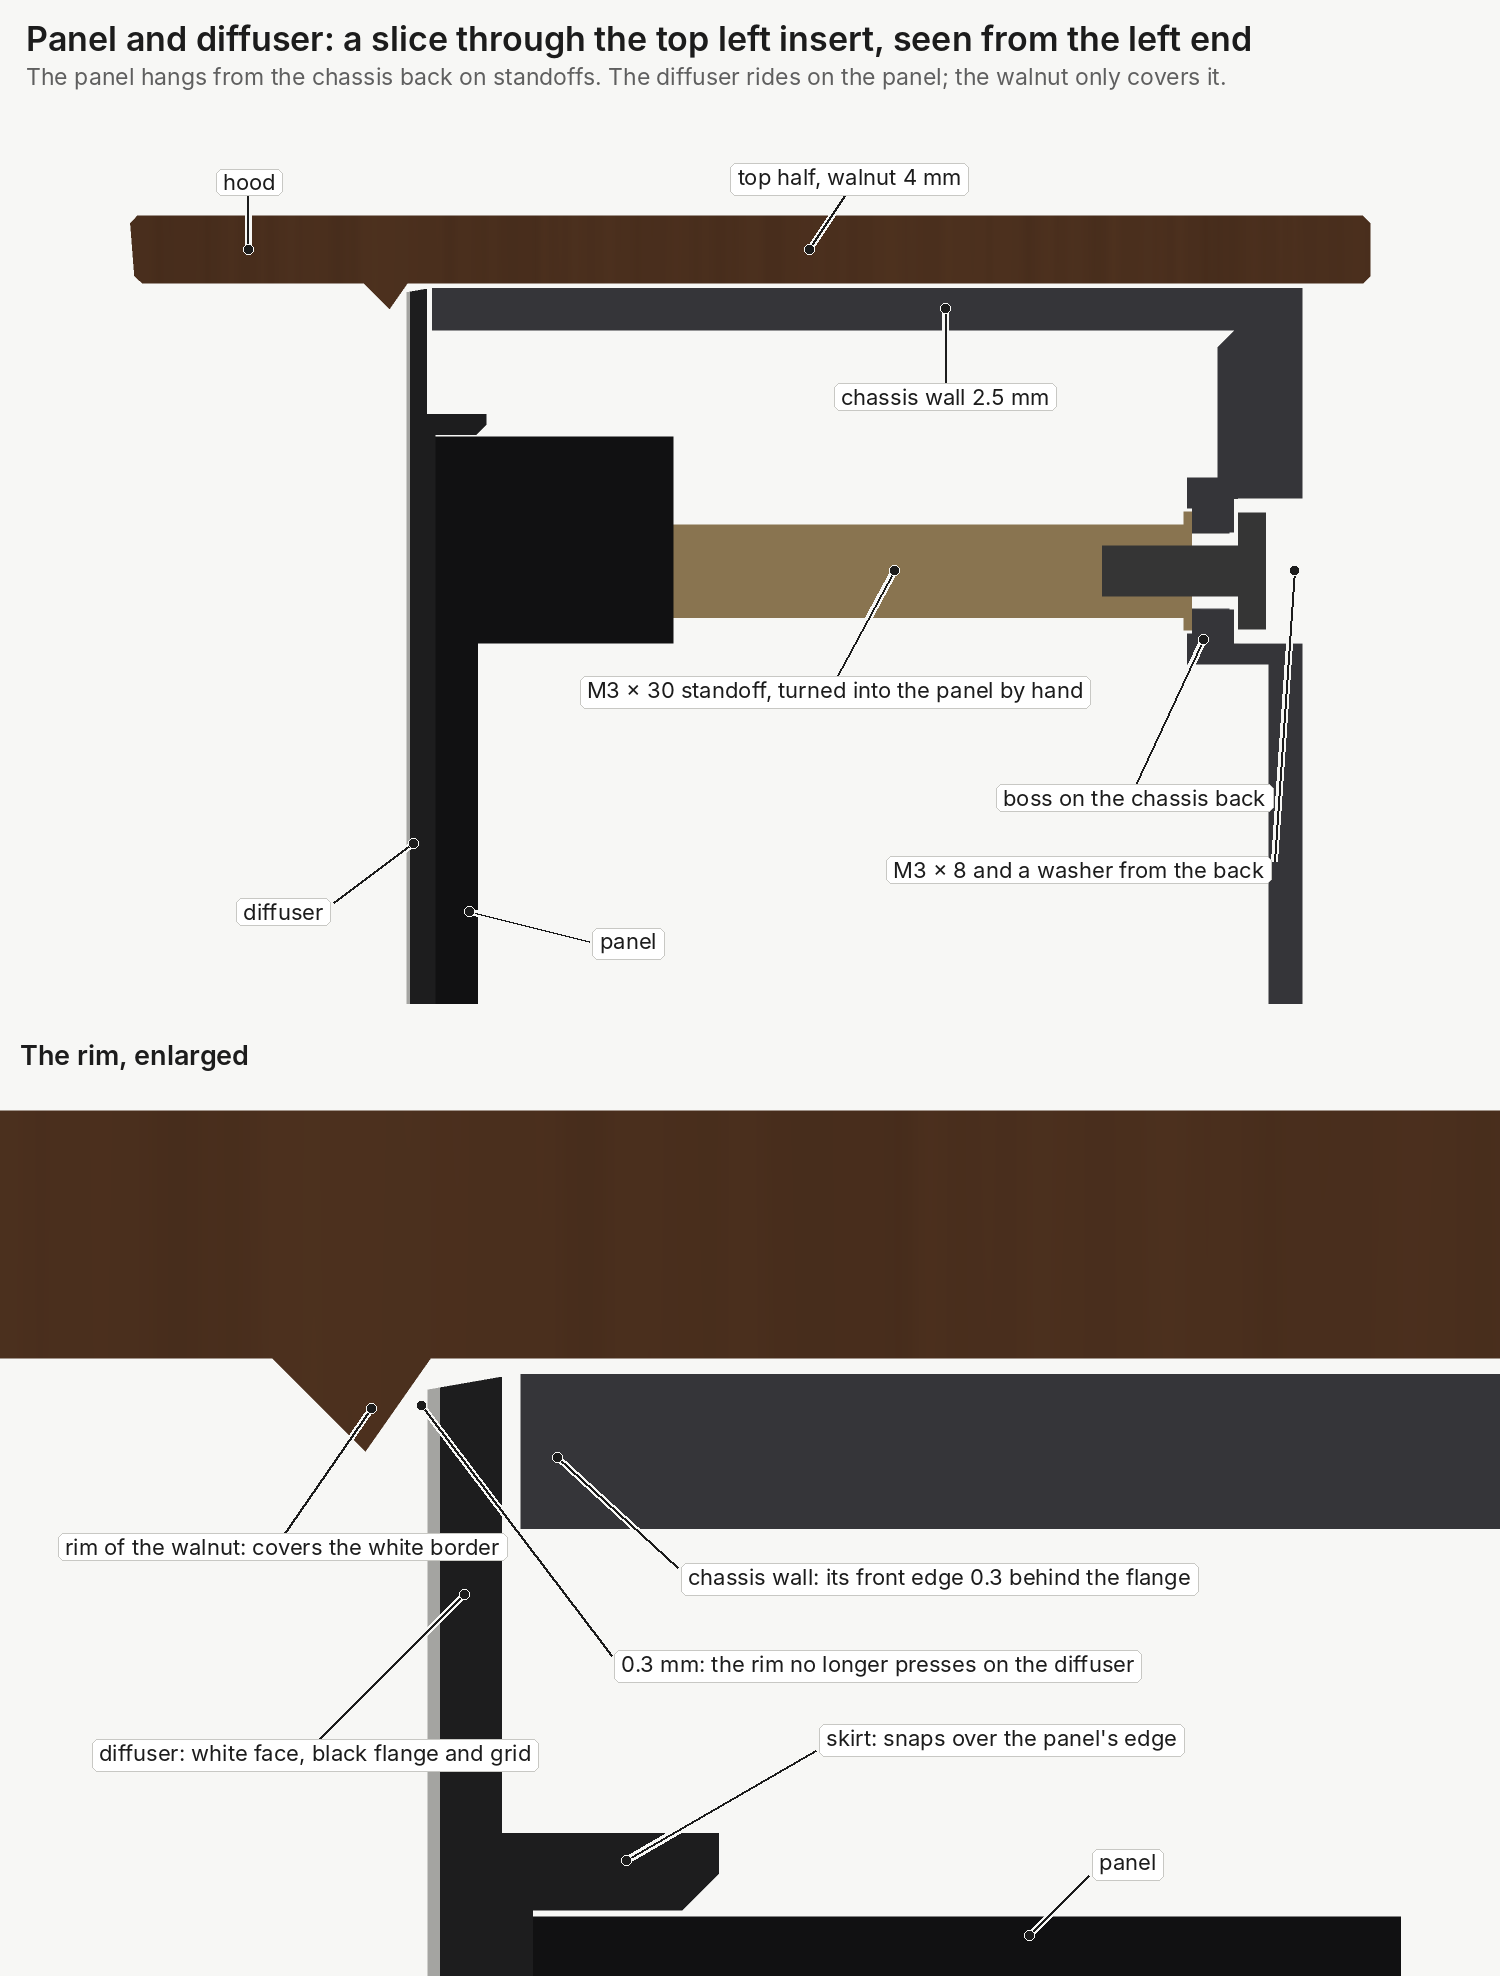 Panel and diffuser: a slice through the top left insert, seen from the left end
The panel hangs from the chassis back on standoffs. The diffuser rides on the panel; the walnut only covers it.
hood
top half, walnut 4 mm
chassis wall 2.5 mm
M3 × 30 standoff, turned into the panel by hand
boss on the chassis back
M3 × 8 and a washer from the back
diffuser
panel
The rim, enlarged
rim of the walnut: covers the white border
chassis wall: its front edge 0.3 behind the flange
0.3 mm: the rim no longer presses on the diffuser
diffuser: white face, black flange and grid
skirt: snaps over the panel's edge
panel